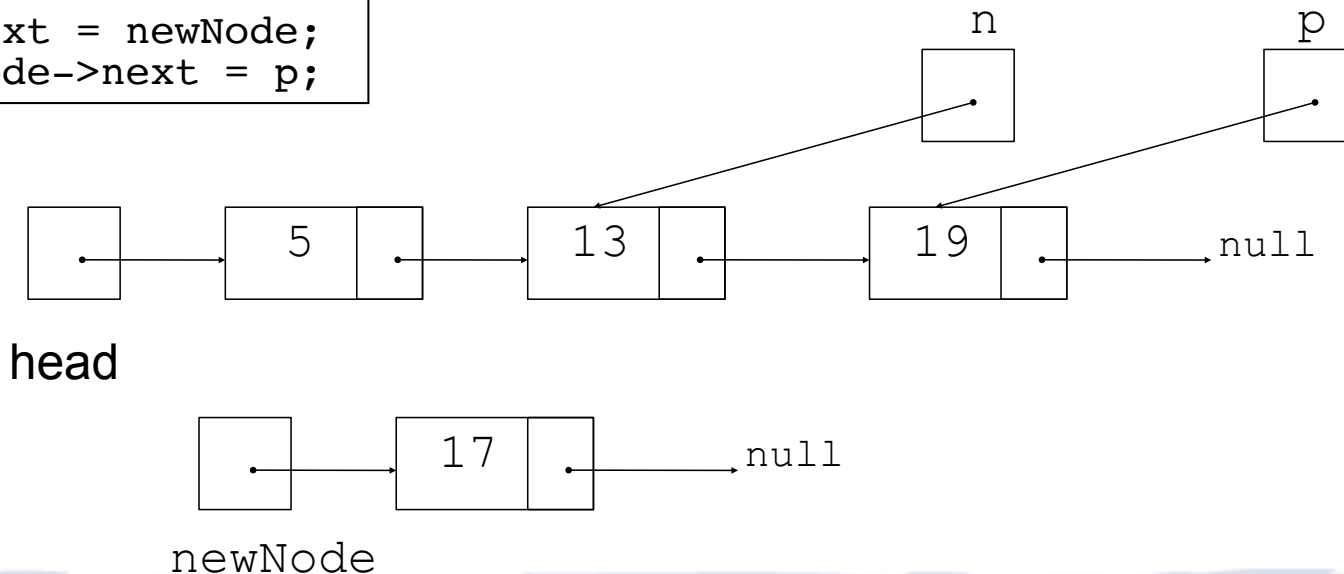 xt = newNode;
de->next = p;
n
p
5
13
19
null
head
17
null
newNode